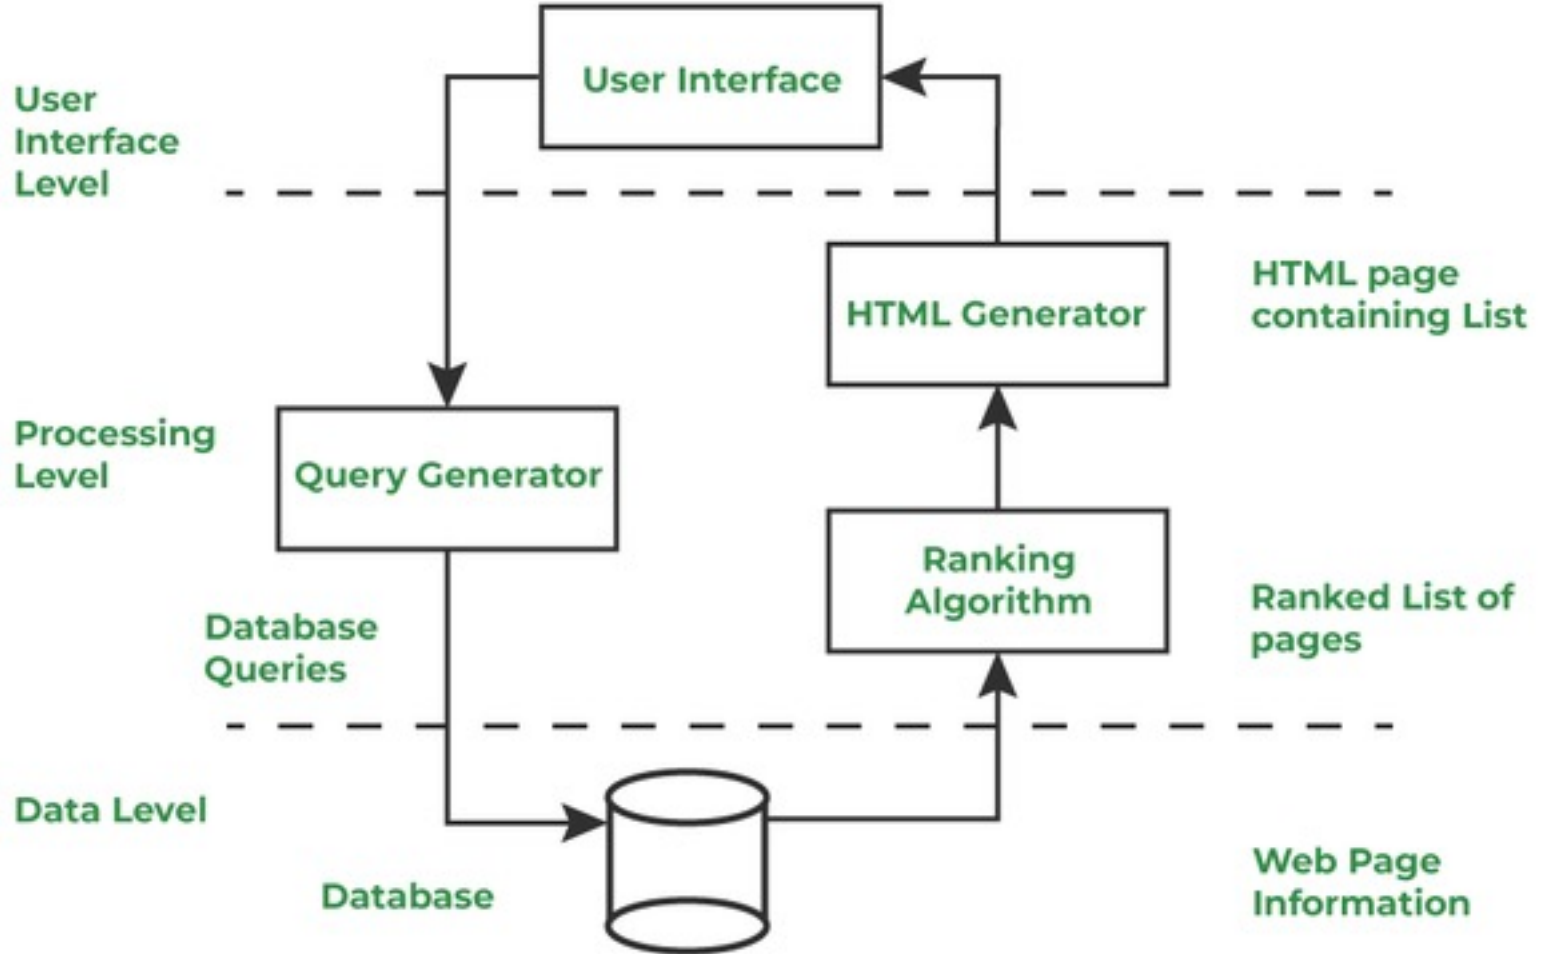 User Interface
User
Interface
Level
HTML Generator
HTML page
containing List
Processing
Level
Query Generator
Ranking
Algorithm
Database
Queries
Ranked List of
pages
Data Level
Database
Web Page
Information